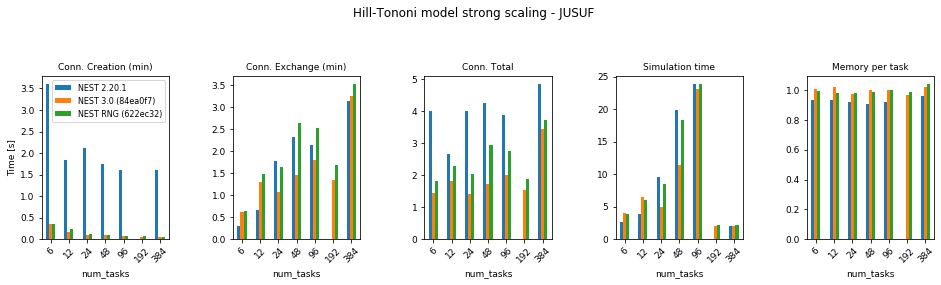 Hill-Tononi model strong scaling - JUSUF
Conn. Creation (min)
Time [s]
3.5
3.0
2.5
2.0
1.5
1.0
0.5
0.0
NEST 2.20.1
NEST 3.0 (84ea0f7)
NEST RNG (622ec32)
6 12 24 48 96 192 384
num_tasks
Conn. Exchange (min)
3.5
3.0
2.5
2.0
1.5
1.0
0.5
0.0
6 12 24 48 96 192 384
num_tasks
Conn. Total
5
4
3
2
1
0
6 12 24 48 96 192 384
num_tasks
Simulation time
25
20
15
10
5
0
6 12 24 48 96 192 384
num_tasks
Memory per task
1.0
0.8
0.6
0.4
0.2
0.0
6 12 24 48 96 192 384
num_tasks